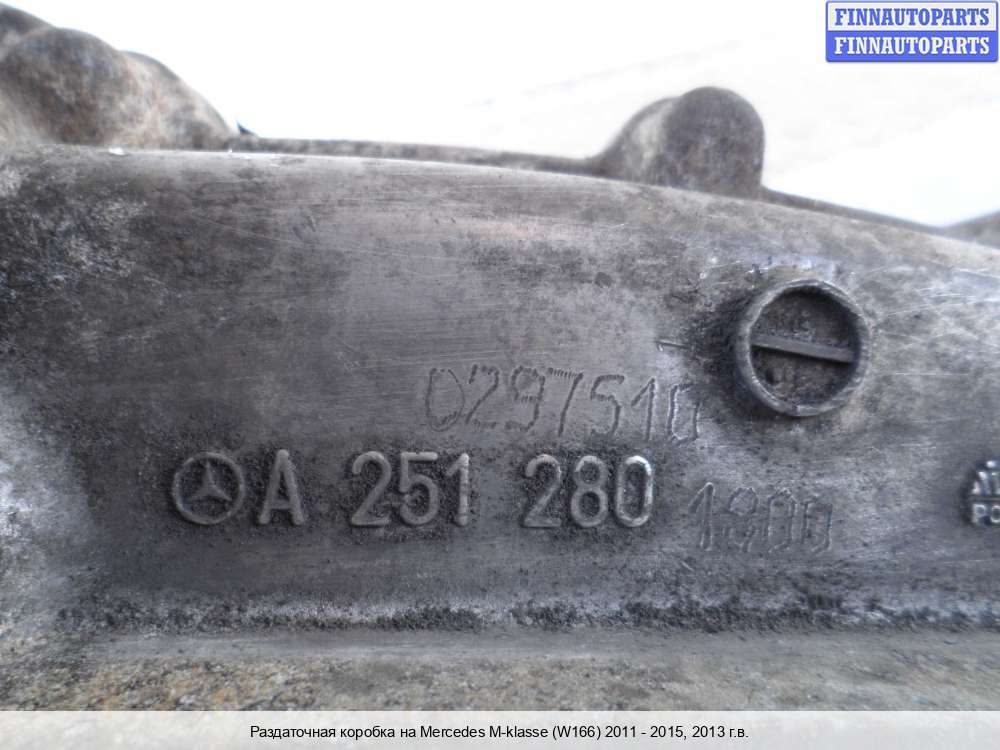 FINNAUTOPARTS
FINNAUTOPARTS
0297510
A 251 280 1800
Раздаточная коробка на Mercedes M-klasse (W166) 2011 - 2015, 2013 г.в.